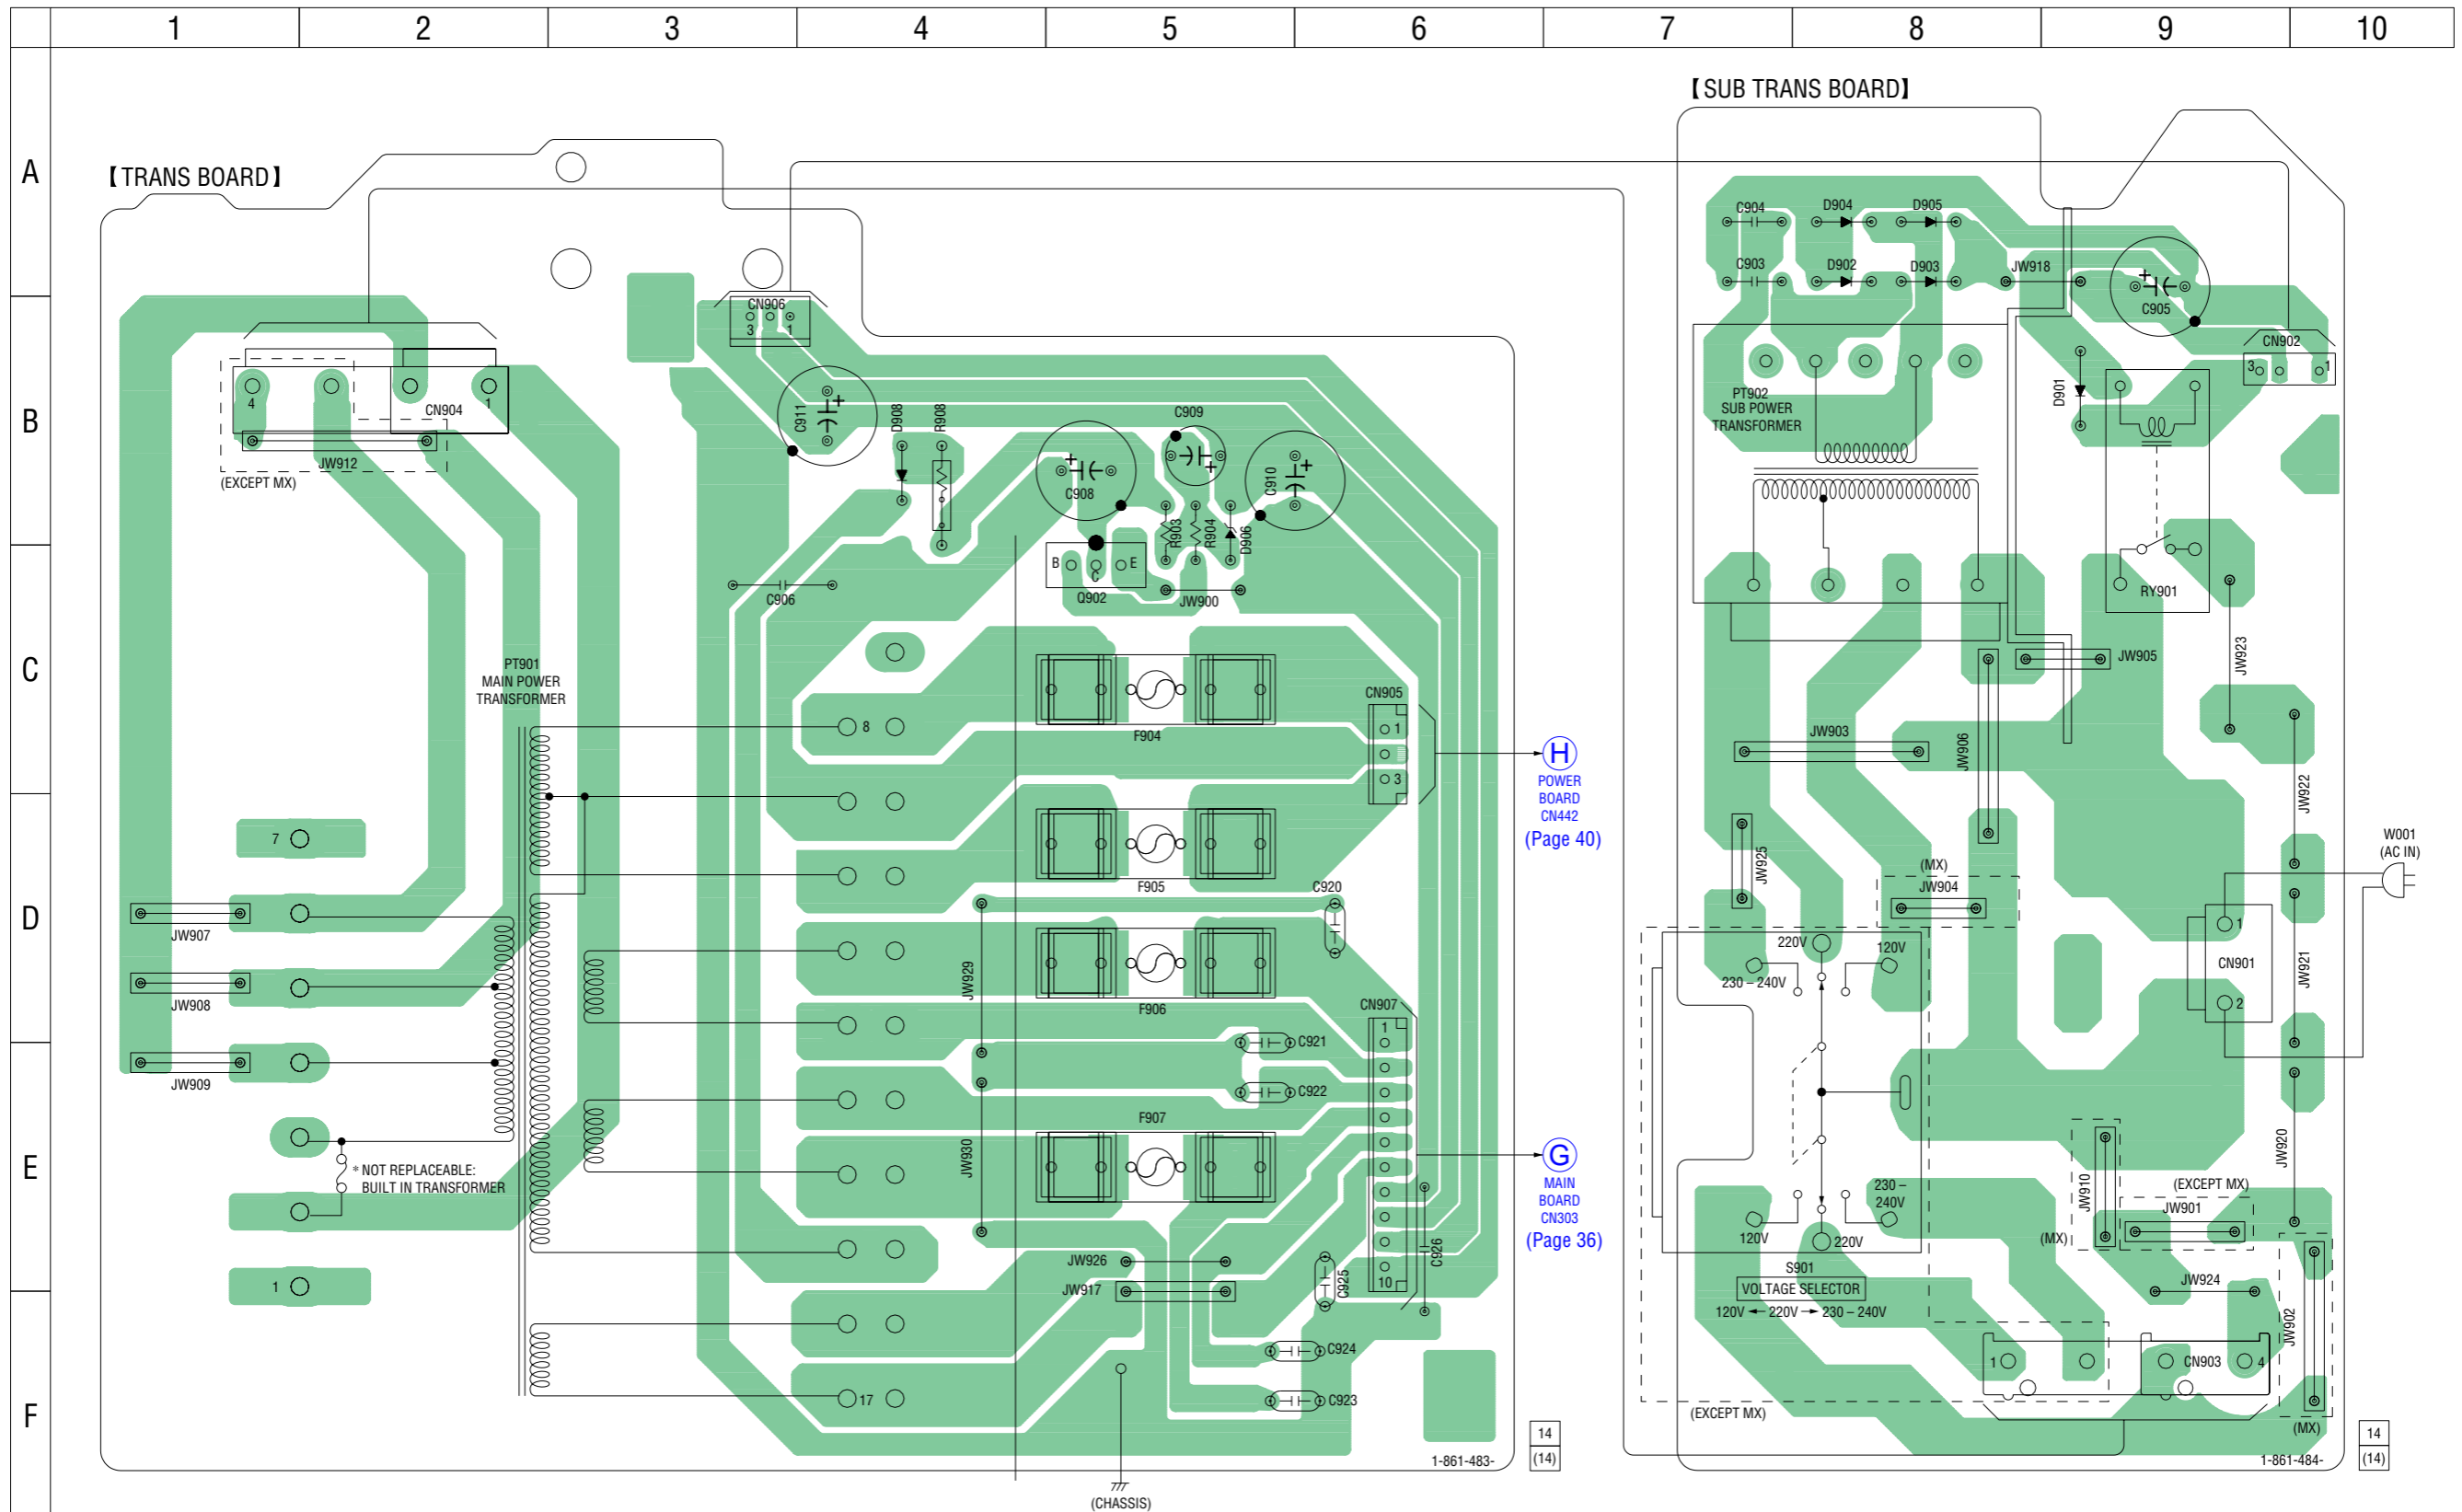 1 2 3 4 5 6 7 8 9 10
A
B
C
D
E
F
【TRANS BOARD】
CN906
3 1
4
CN904
1
JW912
(EXCEPT MX)
C911
D908
R908
C909
C908
C910
R903
R904
D906
B
C
E
Q902
JW900
C906
PT901
MAIN POWER
TRANSFORMER
8
F904
CN905
1
3
H
POWER
BOARD
CN442
(Page 40)
7
F905
C920
JW907
JW908
JW909
JW929
F906
CN907
1
C921
C922
F907
JW930
* NOT REPLACEABLE:
BUILT IN TRANSFORMER
G
MAIN
BOARD
CN303
(Page 36)
1
JW926
JW917
C925
10
C926
C924
17
C923
(CHASSIS)
1-861-483-
14
(14)
【SUB TRANS BOARD】
C904
D904
D905
C903
D902
D903
JW918
C905
CN902
3 1
PT902
SUB POWER
TRANSFORMER
D901
RY901
JW905
JW923
JW903
JW906
JW922
W001
(AC IN)
JW925
(MX)
JW904
220V
120V
230 – 240V
1
CN901
2
JW921
JW920
230 –
240V
120V
220V
JW910
(MX)
(EXCEPT MX)
JW901
S901
VOLTAGE SELECTOR
120V ← 220V → 230 – 240V
JW924
JW902
1
CN903
4
(EXCEPT MX)
(MX)
1-861-484-
14
(14)